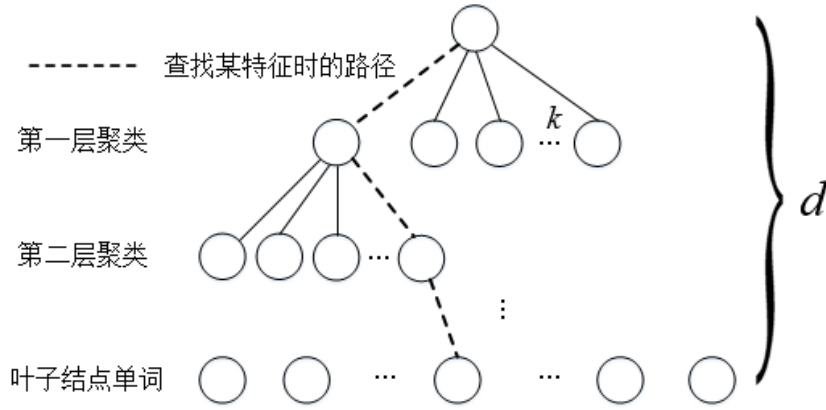 查找某特征时的路径
k
第一层聚类
...
d
第二层聚类
...
⋮
叶子结点单词
...
...